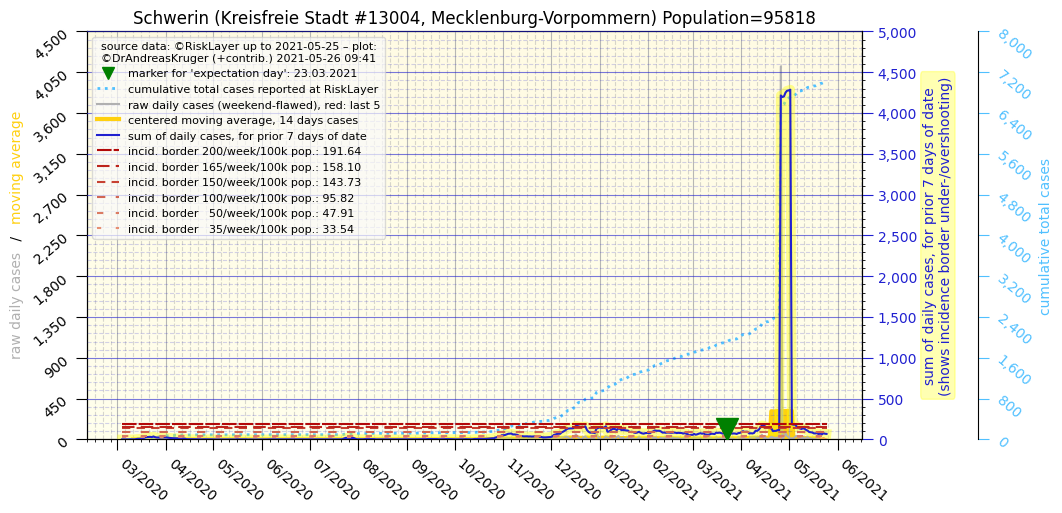 Schwerin (Kreisfreie Stadt #13004, Mecklenburg-Vorpommern) Population=95818
source data: ©RiskLayer up to 2021-05-25 – plot:
©DrAndreasKruger (+contrib.) 2021-05-26 09:41
marker for 'expectation day': 23.03.2021
cumulative total cases reported at RiskLayer
raw daily cases (weekend-flawed), red: last 5
centered moving average, 14 days cases
sum of daily cases, for prior 7 days of date
incid. border 200/week/100k pop.: 191.64
incid. border 165/week/100k pop.: 158.10
incid. border 150/week/100k pop.: 143.73
incid. border 100/week/100k pop.: 95.82
incid. border   50/week/100k pop.: 47.91
incid. border   35/week/100k pop.: 33.54
raw daily cases  /  moving average
4,500
4,050
3,600
3,150
2,700
2,250
1,800
1,350
900
450
0
03/2020
04/2020
05/2020
06/2020
07/2020
08/2020
09/2020
10/2020
11/2020
12/2020
01/2021
02/2021
03/2021
04/2021
05/2021
06/2021
5,000
4,500
4,000
3,500
3,000
2,500
2,000
1,500
1,000
500
0
sum of daily cases, for prior 7 days of date
(shows incidence border under-/overshooting)
8,000
7,200
6,400
5,600
4,800
4,000
3,200
2,400
1,600
800
0
cumulative total cases